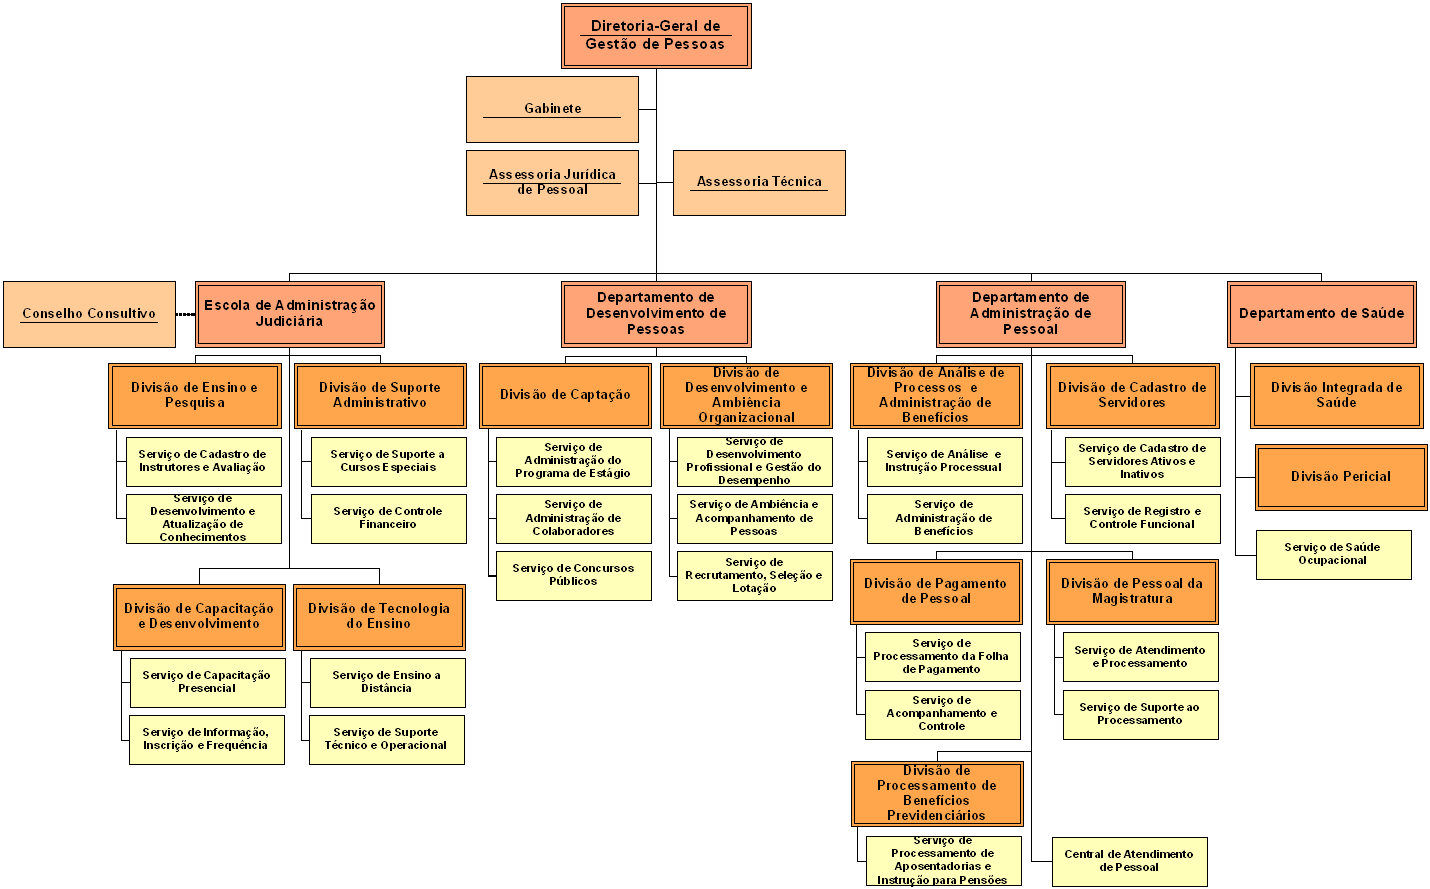 Diretoria-Geral de
Gestão de Pessoas
Gabinete
Assessoria Jurídica
de Pessoal
Assessoria Técnica
Conselho Consultivo
Escola de Administração
Judiciária
Departamento de
Desenvolvimento de
Pessoas
Departamento de
Administração de
Pessoal
Departamento de Saúde
Divisão de Ensino e
Pesquisa
Divisão de Suporte
Administrativo
Divisão de Captação
Divisão de
Desenvolvimento e
Ambiência
Organizacional
Divisão de Análise de
Processos e
Administração de
Benefícios
Divisão de Cadastro de
Servidores
Divisão Integrada de
Saúde
Serviço de Cadastro de
Instrutores e Avaliação
Serviço de Suporte a
Cursos Especiais
Serviço de
Administração do
Programa de Estágio
Serviço de
Desenvolvimento
Profissional e Gestão do
Desempenho
Serviço de Análise e
Instrução Processual
Serviço de Cadastro de
Servidores Ativos e
Inativos
Divisão Pericial
Serviço de
Desenvolvimento e
Atualização de
Conhecimentos
Serviço de Controle
Financeiro
Serviço de
Administração de
Colaboradores
Serviço de Ambiência e
Acompanhamento de
Pessoas
Serviço de
Administração de
Benefícios
Serviço de Registro e
Controle Funcional
Serviço de Saúde
Ocupacional
Serviço de Concursos
Públicos
Serviço de
Recrutamento, Seleção e
Lotação
Divisão de Capacitação
e Desenvolvimento
Divisão de Tecnologia
do Ensino
Divisão de Pagamento
de Pessoal
Divisão de Pessoal da
Magistratura
Serviço de Capacitação
Presencial
Serviço de Ensino a
Distância
Serviço de
Processamento da Folha
de Pagamento
Serviço de Atendimento
e Processamento
Serviço de Informação,
Inscrição e Frequência
Serviço de Suporte
Técnico e Operacional
Serviço de
Acompanhamento e
Controle
Serviço de Suporte ao
Processamento
Divisão de
Processamento de
Benefícios
Previdenciários
Serviço de
Processamento de
Aposentadorias e
Instrução para Pensões
Central de Atendimento
de Pessoal